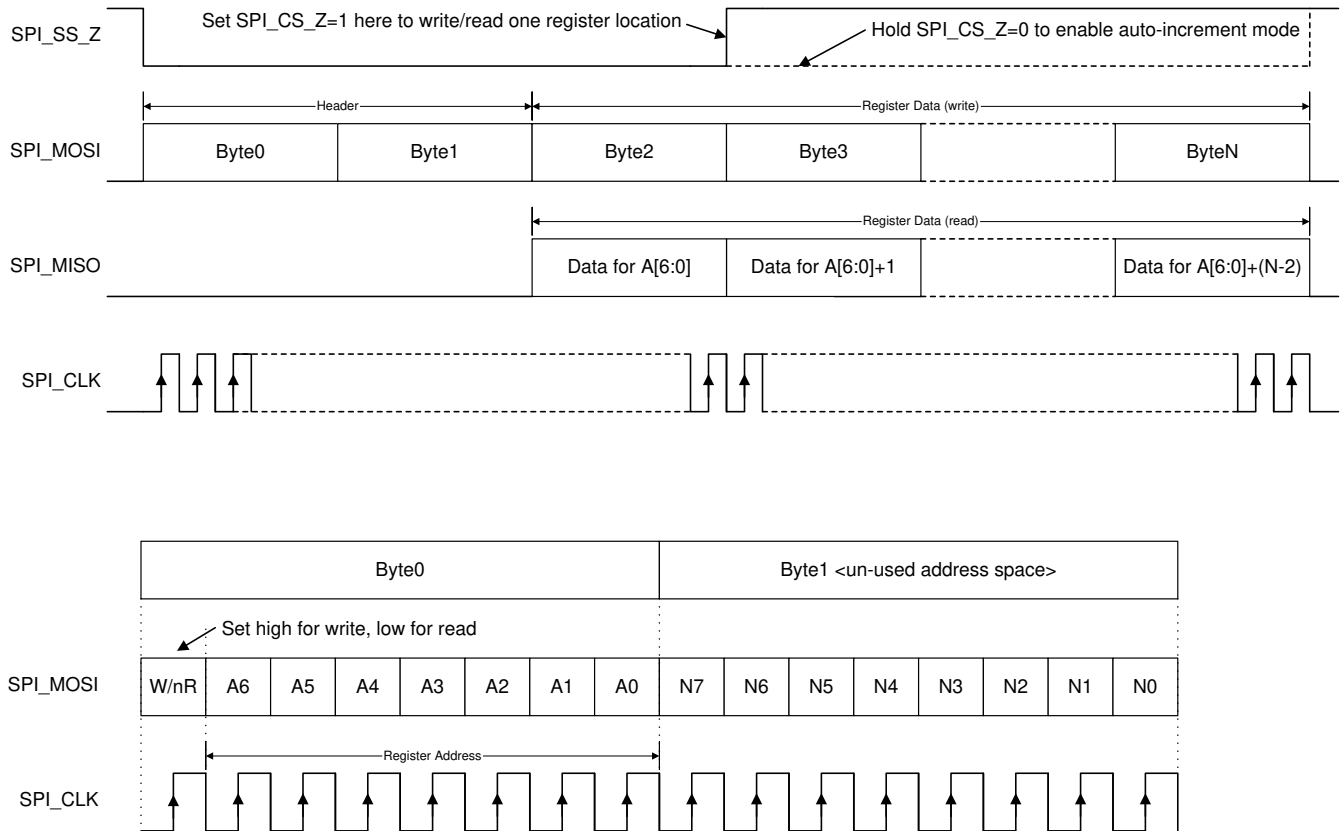 Set SPI_CS_Z=1 here to write/read one register location
SPI_SS_Z
Hold SPI_CS_Z=0 to enable auto-increment mode
Header
Register Data (write)
SPI_MOSI
Byte0
Byte1
Byte2
Byte3
ByteN
Register Data (read)
SPI_MISO
Data for A[6:0]
Data for A[6:0]+1
Data for A[6:0]+(N-2)
SPI_CLK
Byte0
Byte1 <un-used address space>
Set high for write, low for read
SPI_MOSI
W/nR
A6
A5
A4
A3
A2
A1
A0
N7
N6
N5
N4
N3
N2
N1
N0
Register Address
SPI_CLK